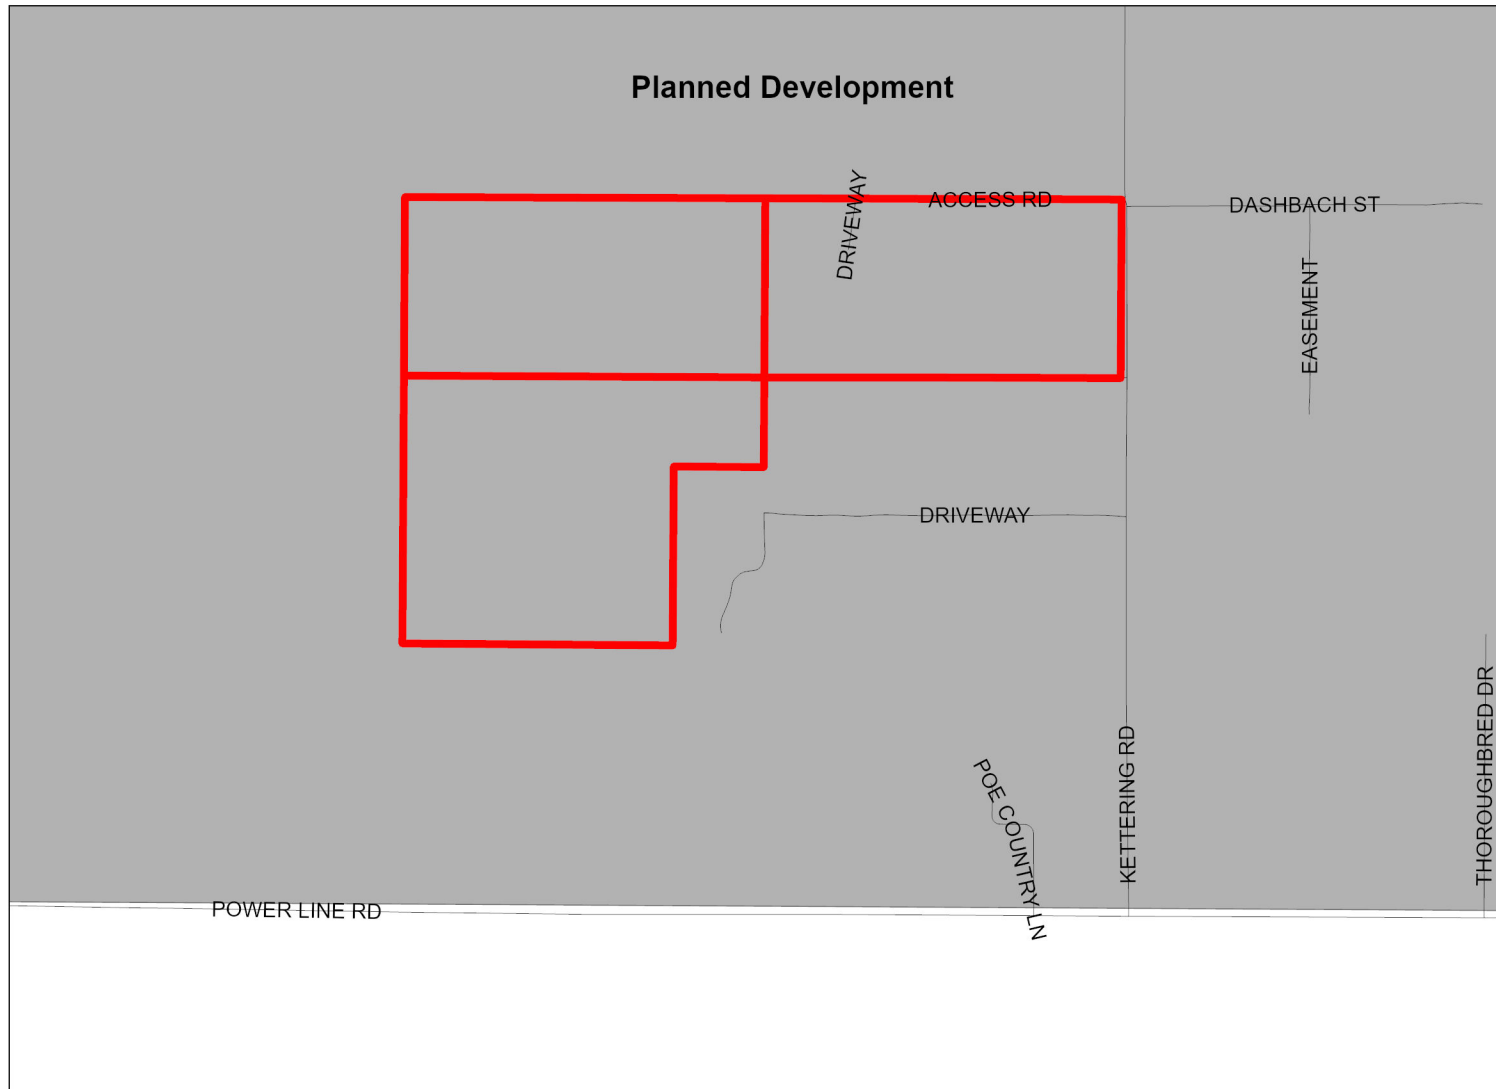 Planned Development
DRIVEWAY
ACCESS RD
DASHBACH ST
EASEMENT
DRIVEWAY
POE COUNTRY LN
KETTERING RD
THOROUGHBRED DR
POWER LINE RD